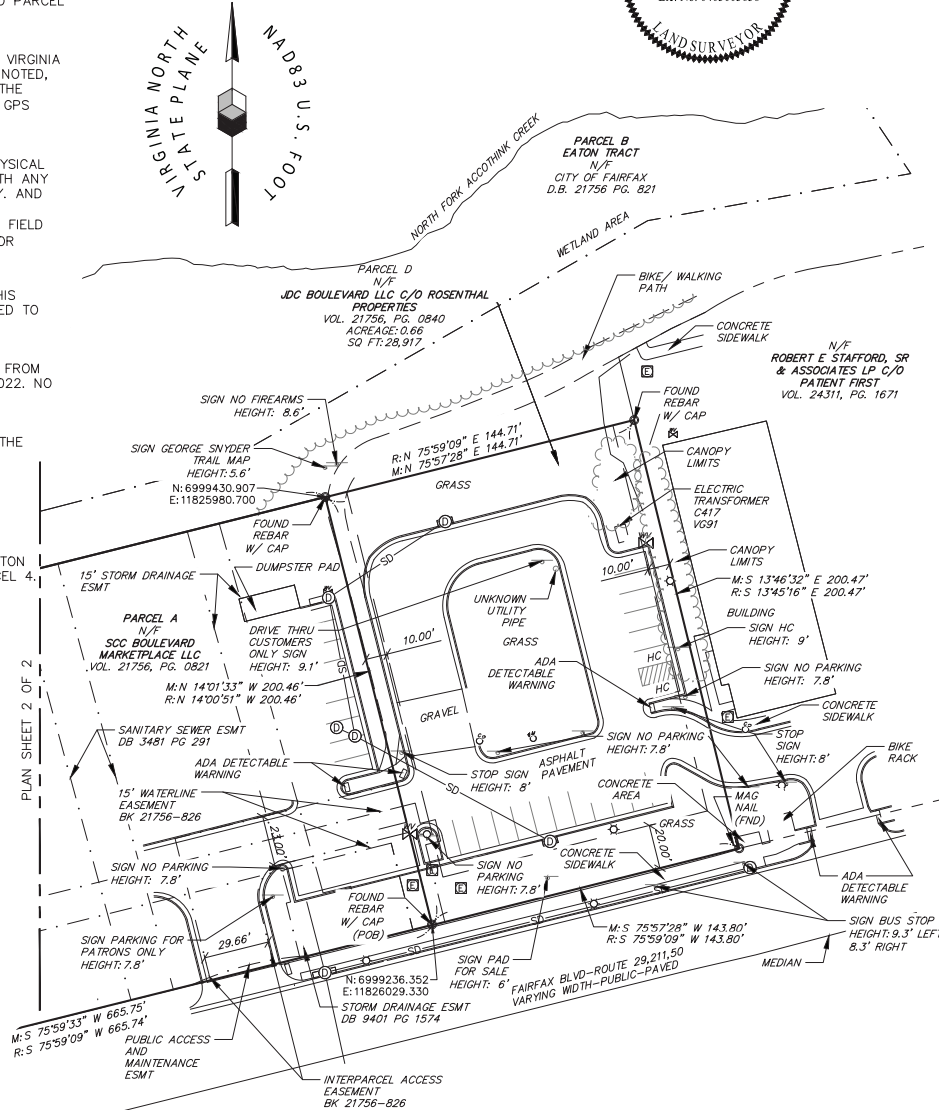 D PARCEL
VIRGINIA
NOTED,
THE
GPS
YSICAL
TH ANY
Y. AND
FIELD
OR
HIS
ED TO
FROM
022. NO
THE
TON
CEL 4.
LAND SURVEYOR
VIRGINIA NORTH
STATE PLANE
NAD83 U.S. FOOT
NORTH FORK ACCOTHINK CREEK
PARCEL B
EATON TRACT
N/F
CITY OF FAIRFAX
D.B. 21756 PG. 821
WETLAND AREA
PARCEL D
N/F
JDC BOULEVARD LLC C/O ROSENTHAL
PROPERTIES
VOL. 21756, PG. 0840
ACREAGE: 0.66
SQ FT: 28,917
BIKE/ WALKING
PATH
CONCRETE
SIDEWALK
N/F
ROBERT E STAFFORD, SR
& ASSOCIATES LP C/O
PATIENT FIRST
VOL. 24311, PG. 1671
E
SIGN NO FIREARMS
HEIGHT: 8.6'
FOUND
REBAR
W/ CAP
SIGN GEORGE SNYDER
TRAIL MAP
HEIGHT: 5.6'
R: N 75°59'09" E 144.71'
M: N 75°57'28" E 144.71'
N: 6999430.907
E: 11825980.700
GRASS
CANOPY
LIMITS
ELECTRIC
TRANSFORMER
C417
VG91
FOUND
REBAR
W/ CAP
D
SD
WV
CANOPY
LIMITS
10.00'
M: S 13°46'32" E 200.47'
R: S 13°45'16" E 200.47'
15' STORM DRAINAGE
ESMT
DUMPSTER PAD
D
UNKNOWN
UTILITY
PIPE
BUILDING
PARCEL A
N/F
SCC BOULEVARD
MARKETPLACE LLC
VOL. 21756, PG. 0821
DRIVE THRU
CUSTOMERS
ONLY SIGN
HEIGHT: 9.1'
10.00'
GRASS
SIGN HC
HEIGHT: 9'
SD
HC
HC
ADA
DETECTABLE
WARNING
SIGN NO PARKING
HEIGHT: 7.8'
M: N 14°01'33" W 200.46'
R: N 14°00'51" W 200.46'
GRAVEL
CONCRETE
SIDEWALK
E
PLAN SHEET 2 OF 2
SANITARY SEWER ESMT
DB 3481 PG 291
D
D
SIGN NO PARKING
HEIGHT: 7.8'
STOP
SIGN
HEIGHT: 8'
BIKE
RACK
ADA DETECTABLE
WARNING
STOP SIGN
HEIGHT: 8'
ASPHALT
PAVEMENT
SD
CONCRETE
AREA
MAG
NAIL
(FND)
15' WATERLINE
EASEMENT
BK 21756-826
23.00'
WV
D
20.00'
GRASS
SIGN NO PARKING
HEIGHT: 7.8'
SIGN NO
PARKING
HEIGHT: 7.8'
CONCRETE
SIDEWALK
ADA
DETECTABLE
WARNING
E
E
E
FOUND
REBAR
W/ CAP
(POB)
SD
D
SIGN PARKING FOR
PATRONS ONLY
HEIGHT: 7.8'
29.66'
SD
SD
M: S 75°57'28" W 143.80'
R: S 75°59'09" W 143.80'
SIGN BUS STOP
HEIGHT: 9.3' LEFT
8.3' RIGHT
SIGN PAD
FOR SALE
HEIGHT: 6'
MEDIAN
D
N: 6999236.352
E: 11826029.330
FAIRFAX BLVD-ROUTE 29,211,50
VARYING WIDTH-PUBLIC-PAVED
M: S 75°59'33" W 665.75'
R: S 75°59'09" W 665.74'
STORM DRAINAGE ESMT
DB 9401 PG 1574
PUBLIC ACCESS
AND
MAINTENANCE
ESMT
INTERPARCEL ACCESS
EASEMENT
BK 21756-826